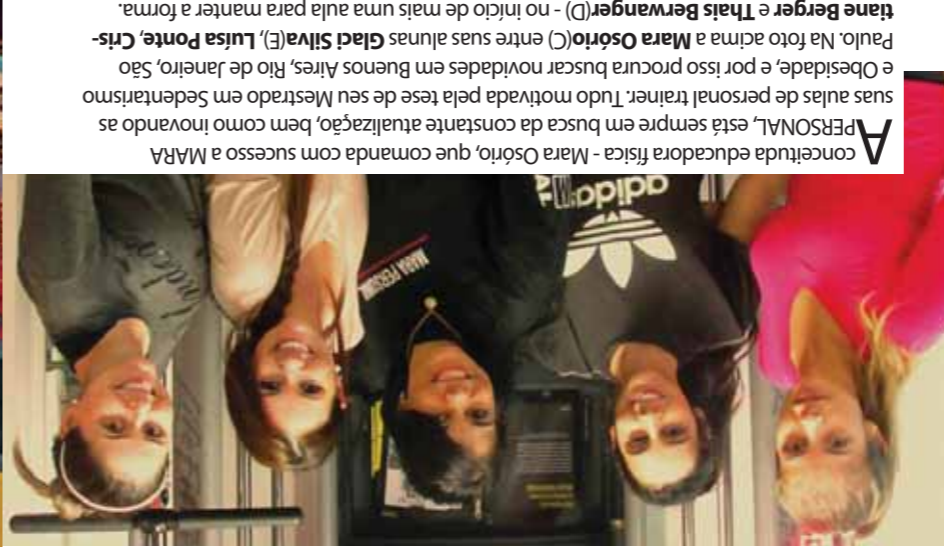 adidas
MARA PERSONA
A conceituada educadora física - Mara Osório, que comanda com sucesso a MARA
PERSONAL, está sempre em busca da constante atualização, bem como inovando as
suas aulas de personal trainer. Tudo motivada pela tese de seu Mestrado em Sedentarismo
e Obesidade, e por isso procura buscar novidades em Buenos Aires, Rio de Janeiro, São
Paulo. Na foto acima a Mara Osório(C) entre suas alunas Glaci Silva(E), Luísa Ponte, Cris-
tiane Berger e Thais Berwanger(D) - no início de mais uma aula para manter a forma.